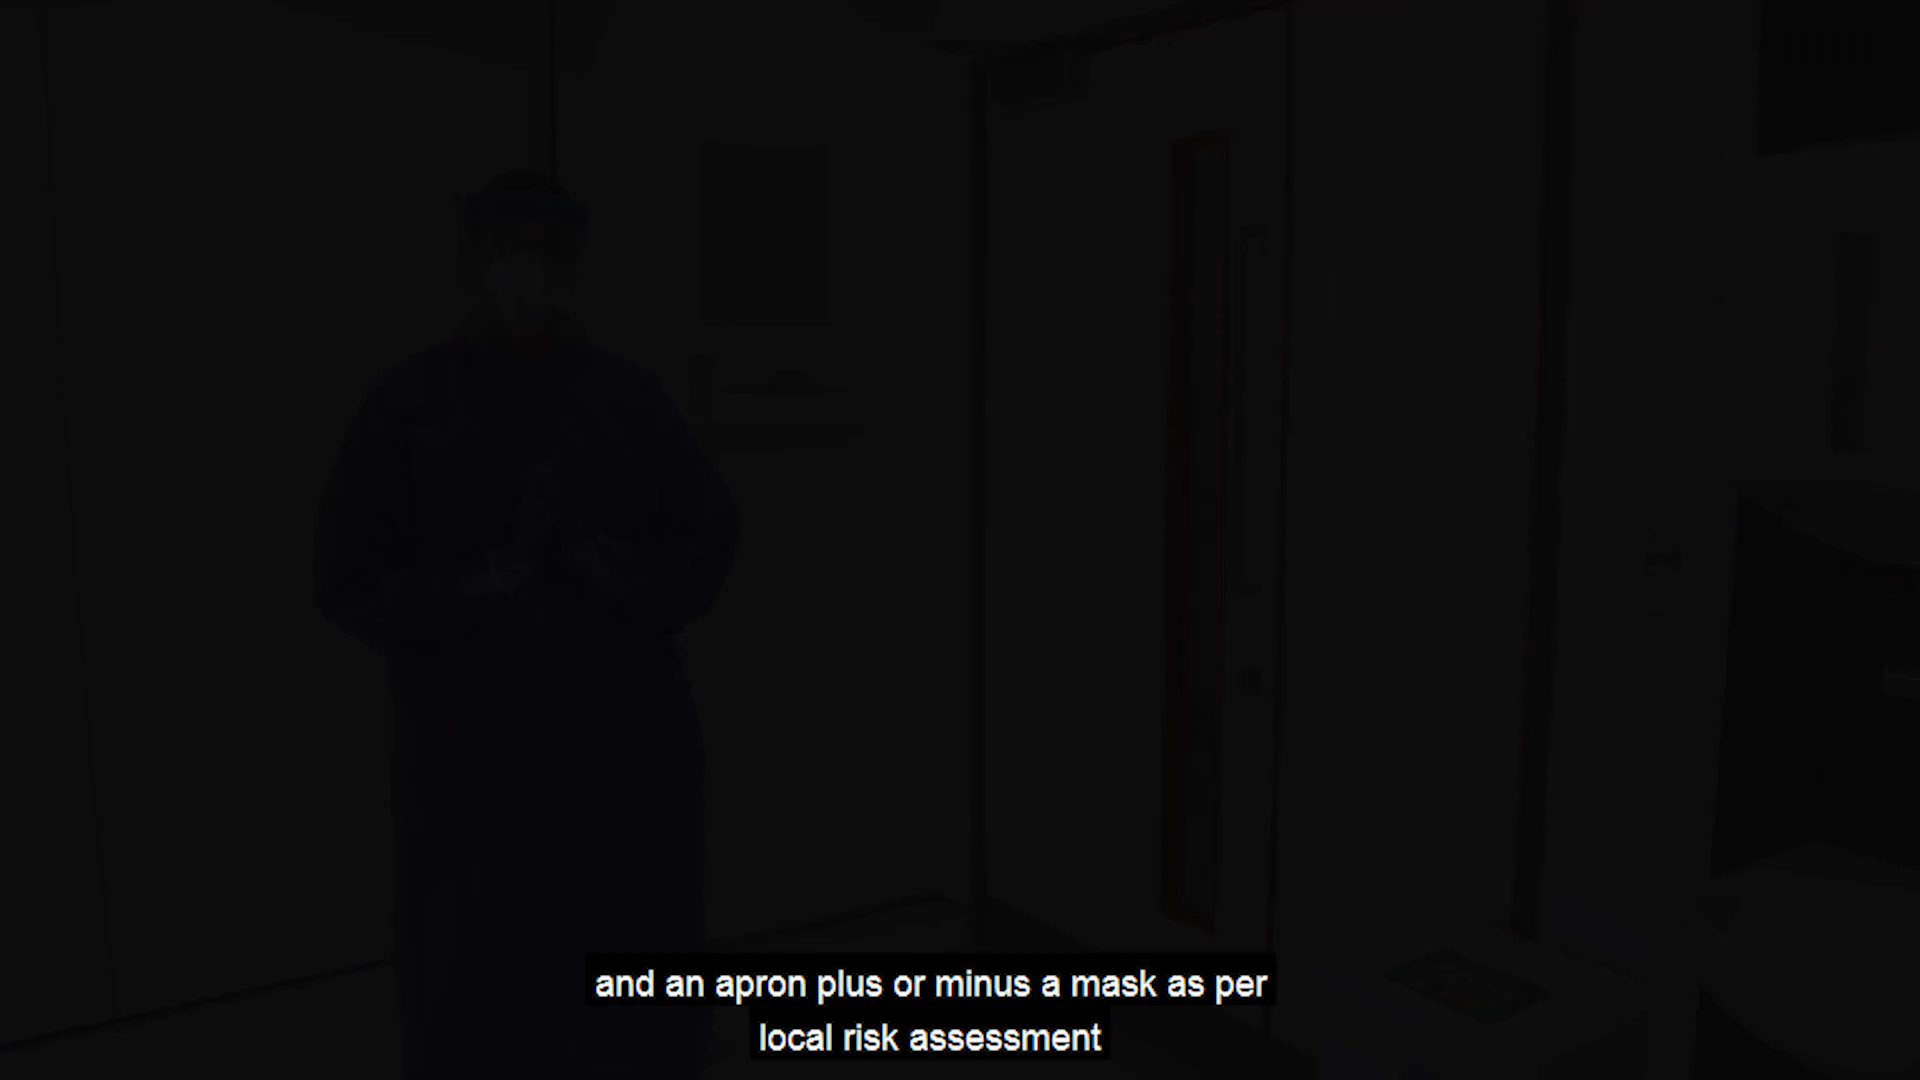 and an apron plus or minus a mask as per
local risk assessment